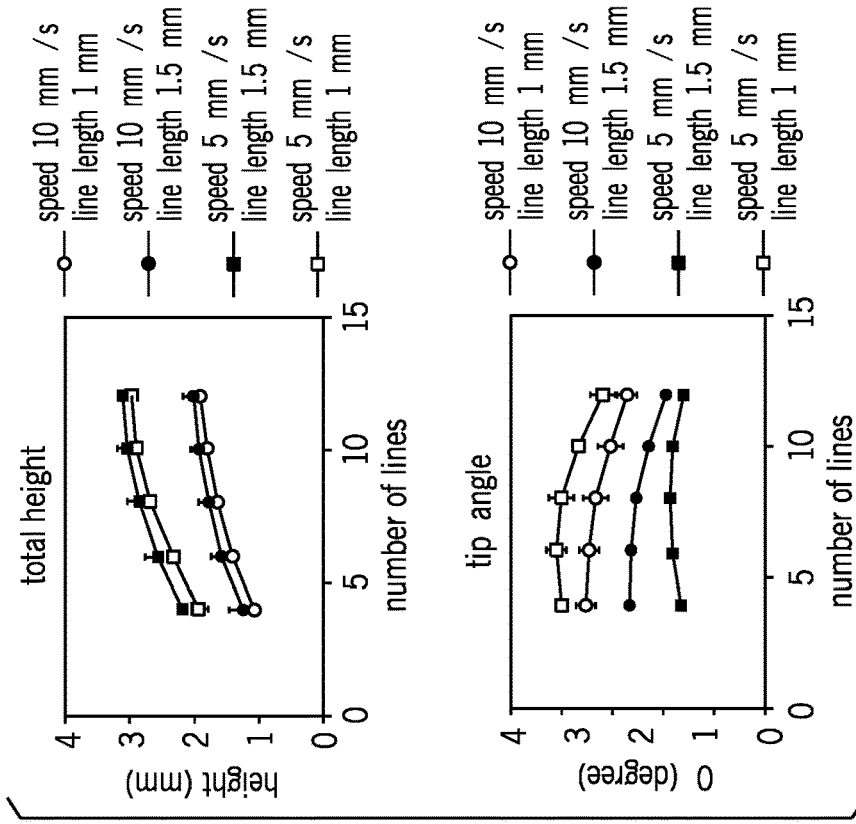 total height
height (mm)
4
3
2
1
0
0
5
10
15
number of lines
speed 10 mm /s
line length 1 mm
speed 10 mm /s
line length 1.5 mm
speed 5 mm /s
line length 1.5 mm
speed 5 mm /s
line length 1 mm
tip angle
O (degree)
4
3
2
1
0
0
5
10
15
number of lines
speed 10 mm /s
line length 1 mm
speed 10 mm /s
line length 1.5 mm
speed 5 mm /s
line length 1.5 mm
speed 5 mm /s
line length 1 mm